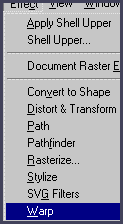 Effect View Window
Apply Shell Upper
Shell Upper...
Document Raster E
Convert to Shape
Distort & Transform
Path
Pathfinder
Rasterize...
Stylize
SVG Filters
Warp